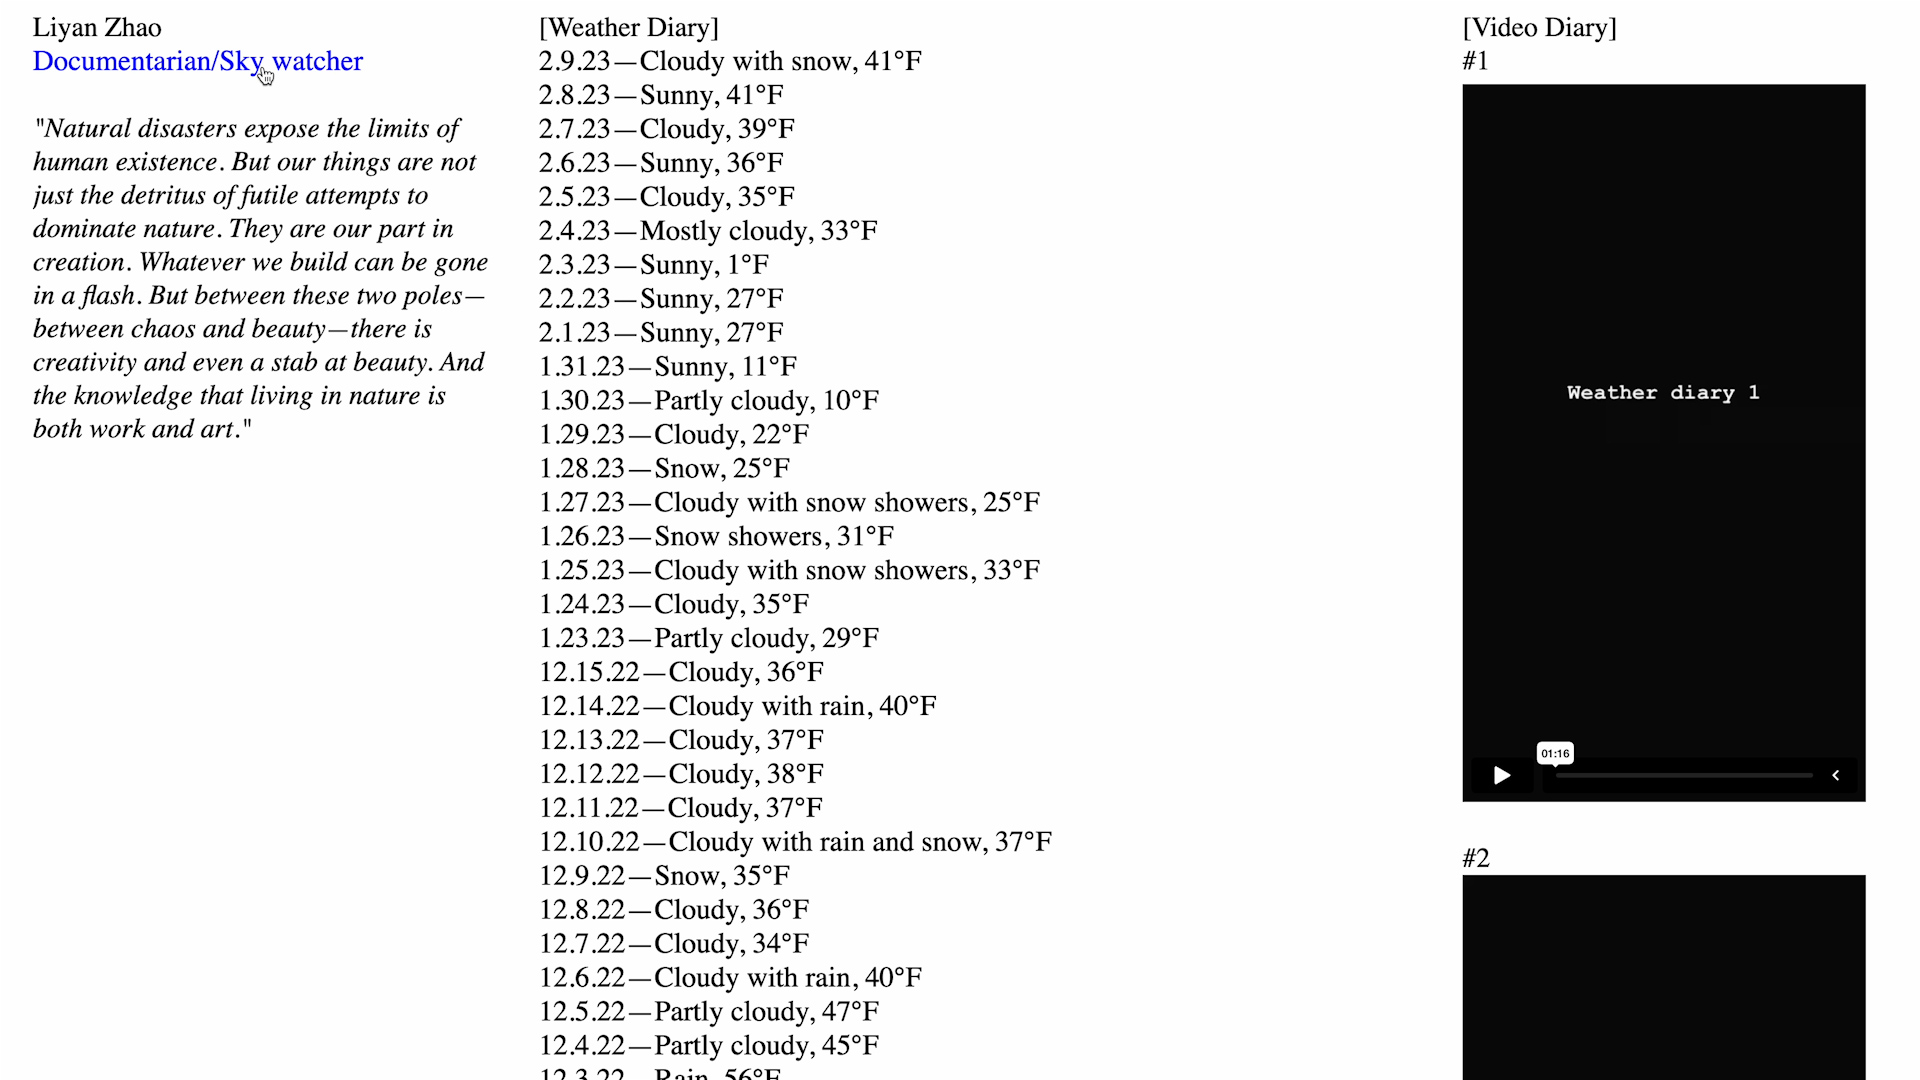 Liyan Zhao
Documentarian/Sky watcher
"Natural disasters expose the limits of
human existence. But our things are not
just the detritus of futile attempts to
dominate nature. They are our part in
creation. Whatever we build can be gone
in a flash. But between these two poles—
between chaos and beauty—there is
creativity and even a stab at beauty. And
the knowledge that living in nature is
both work and art."
[Weather Diary]
2.9.23—Cloudy with snow, 41°F
2.8.23—Sunny, 41°F
2.7.23—Cloudy, 39°F
2.6.23—Sunny, 36°F
2.5.23—Cloudy, 35°F
2.4.23—Mostly cloudy, 33°F
2.3.23—Sunny, 1°F
2.2.23—Sunny, 27°F
2.1.23—Sunny, 27°F
1.31.23—Sunny, 11°F
1.30.23—Partly cloudy, 10°F
1.29.23—Cloudy, 22°F
1.28.23—Snow, 25°F
1.27.23—Cloudy with snow showers, 25°F
1.26.23—Snow showers, 31°F
1.25.23—Cloudy with snow showers, 33°F
1.24.23—Cloudy, 35°F
1.23.23—Partly cloudy, 29°F
12.15.22—Cloudy, 36°F
12.14.22—Cloudy with rain, 40°F
12.13.22—Cloudy, 37°F
12.12.22—Cloudy, 38°F
12.11.22—Cloudy, 37°F
12.10.22—Cloudy with rain and snow, 37°F
12.9.22—Snow, 35°F
12.8.22—Cloudy, 36°F
12.7.22—Cloudy, 34°F
12.6.22—Cloudy with rain, 40°F
12.5.22—Partly cloudy, 47°F
12.4.22—Partly cloudy, 45°F
12.3.22—Rain, 56°F
[Video Diary]
#1
Weather diary 1
01:16
#2